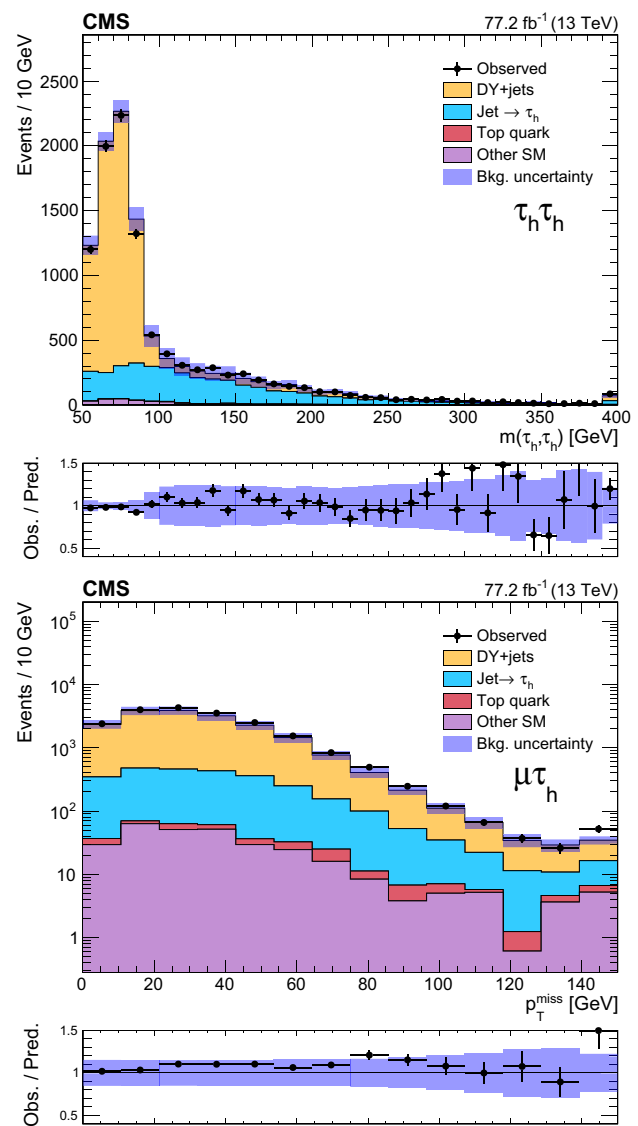 CMS 77.2 fb⁻¹ (13 TeV)
Events / 10 GeV
2500
2000
1500
1000
500
0
Observed
DY+jets
Jet → τₕ
Top quark
Other SM
Bkg. uncertainty
τₕτₕ
50 100 150 200 250 300 350 400
m(τₕ,τₕ) [GeV]
Obs. / Pred.
1.5
1
0.5
CMS 77.2 fb⁻¹ (13 TeV)
Events / 10 GeV
10⁵
10⁴
10³
10²
10
1
Observed
DY+jets
Jet→ τₕ
Top quark
Other SM
Bkg. uncertainty
μτₕ
0 20 40 60 80 100 120 140
p_T^miss [GeV]
Obs. / Pred.
1.5
1
0.5